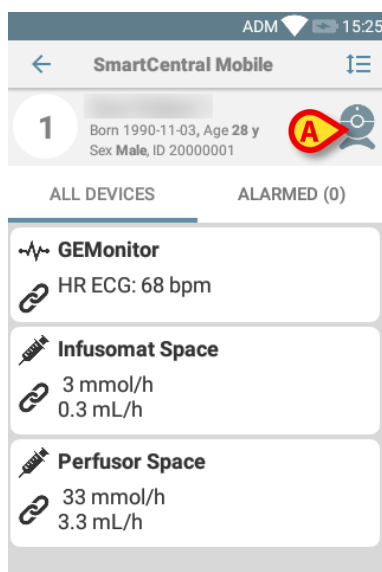 ADM 15:25
SmartCentral Mobile
1
Born 1990-11-03, Age 28 y
Sex Male, ID 20000001
A
ALL DEVICES ALARMED (0)
GEMonitor
HR ECG: 68 bpm
Infusomat Space
3 mmol/h
0.3 mL/h
Perfusor Space
33 mmol/h
3.3 mL/h